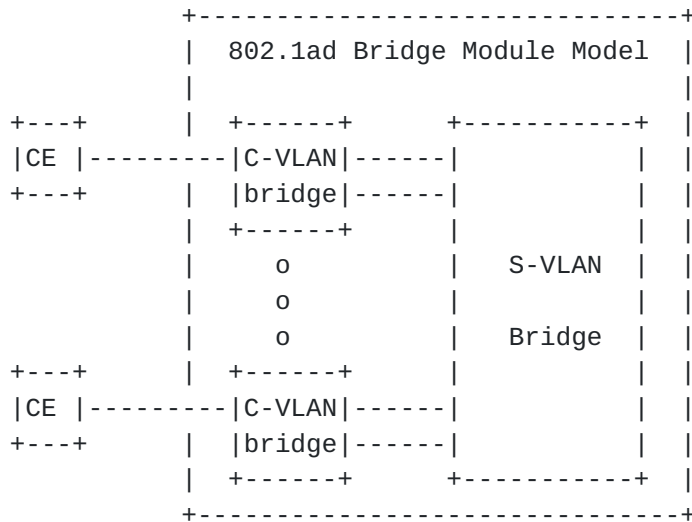 802.1ad Bridge Module Model
CE
C-VLAN
bridge
o
S-VLAN
o
o
Bridge
CE
C-VLAN
bridge